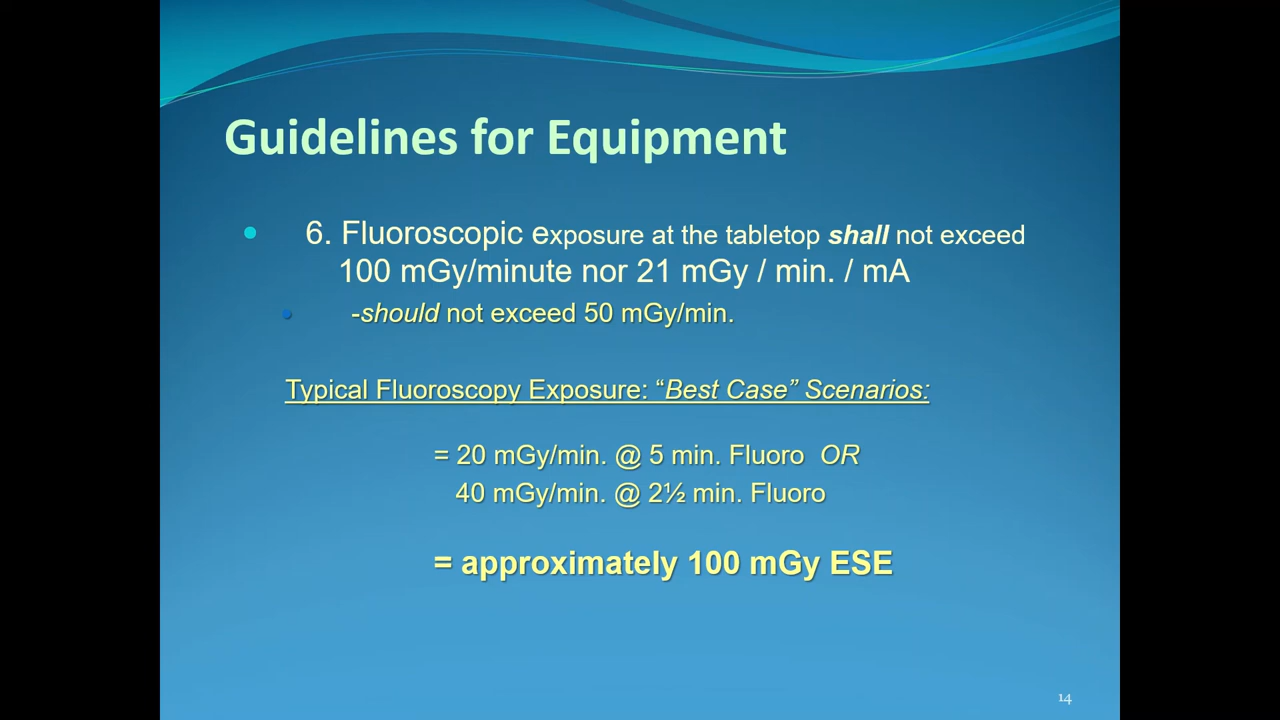 Guidelines for Equipment
6. Fluoroscopic exposure at the tabletop shall not exceed
100 mGy/minute nor 21 mGy / min. / mA
-should not exceed 50 mGy/min.
Typical Fluoroscopy Exposure: “Best Case” Scenarios:
= 20 mGy/min. @ 5 min. Fluoro OR
40 mGy/min. @ 2½ min. Fluoro
= approximately 100 mGy ESE
14